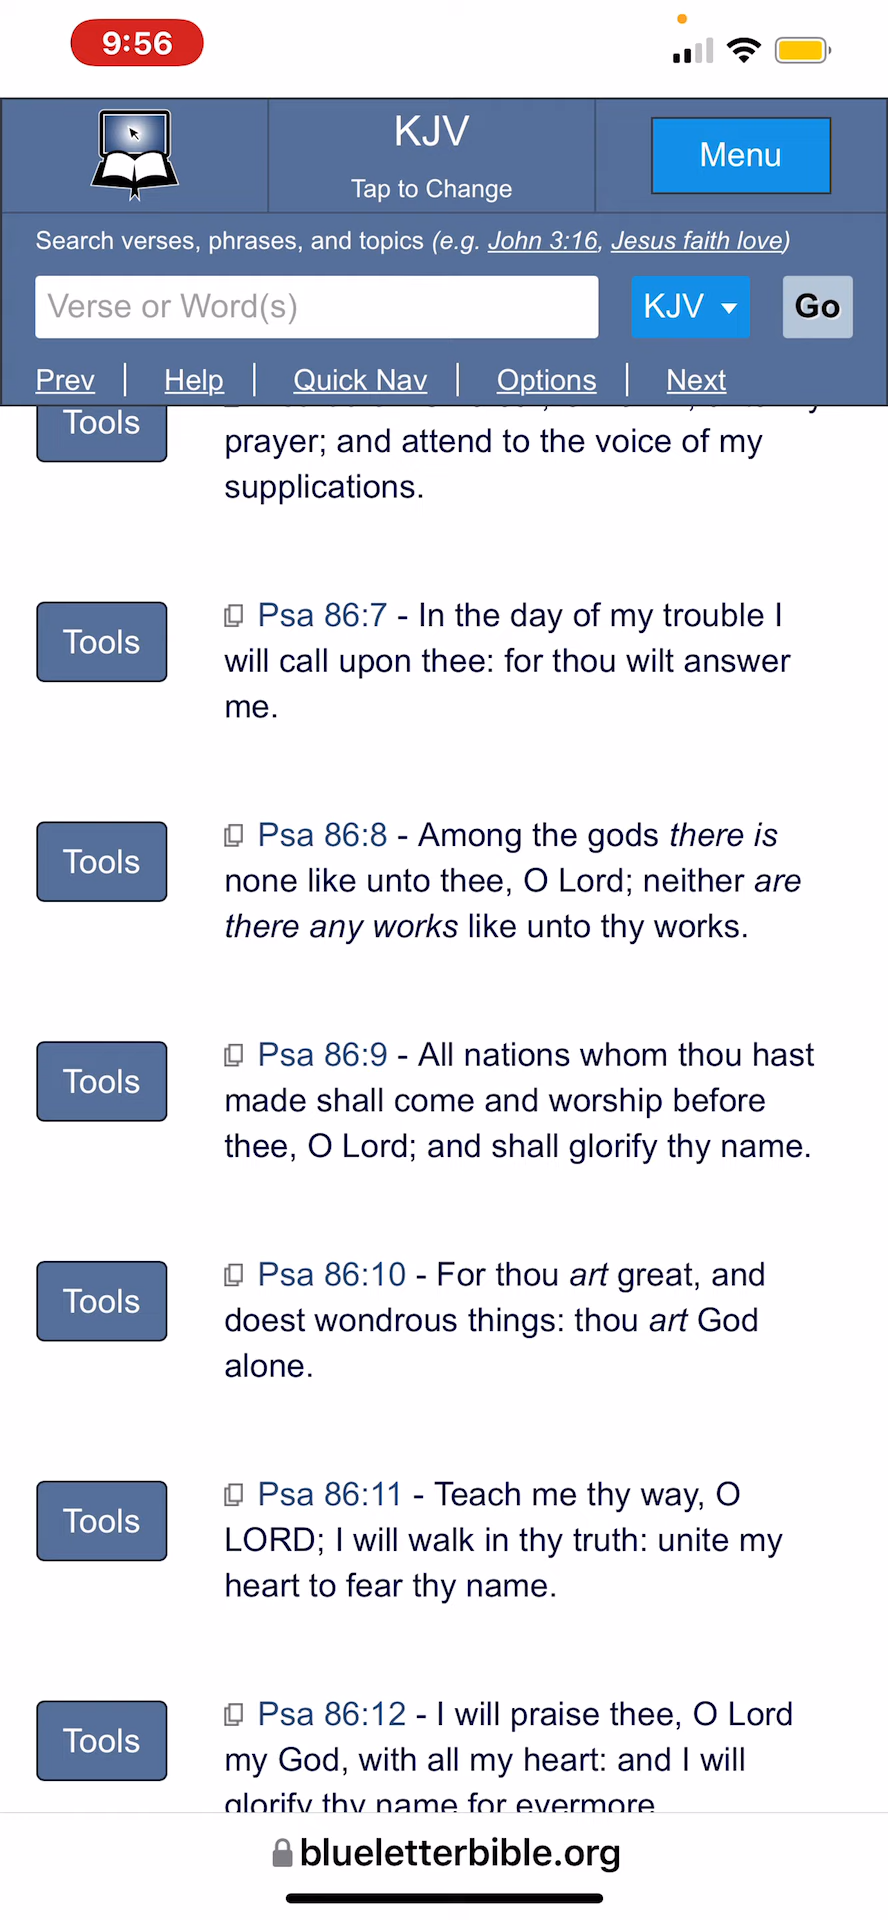 9:56
KJV
Tap to Change
Menu
Search verses, phrases, and topics (e.g. John 3:16, Jesus faith love)
Verse or Word(s)
KJV
Go
Prev | Help | Quick Nav | Options | Next
Tools
prayer; and attend to the voice of my
supplications.
Tools
Psa 86:7 - In the day of my trouble I
will call upon thee: for thou wilt answer
me.
Tools
Psa 86:8 - Among the gods there is
none like unto thee, O Lord; neither are
there any works like unto thy works.
Tools
Psa 86:9 - All nations whom thou hast
made shall come and worship before
thee, O Lord; and shall glorify thy name.
Tools
Psa 86:10 - For thou art great, and
doest wondrous things: thou art God
alone.
Tools
Psa 86:11 - Teach me thy way, O
LORD; I will walk in thy truth: unite my
heart to fear thy name.
Tools
Psa 86:12 - I will praise thee, O Lord
my God, with all my heart: and I will
glorify thy name for evermore
blueletterbible.org